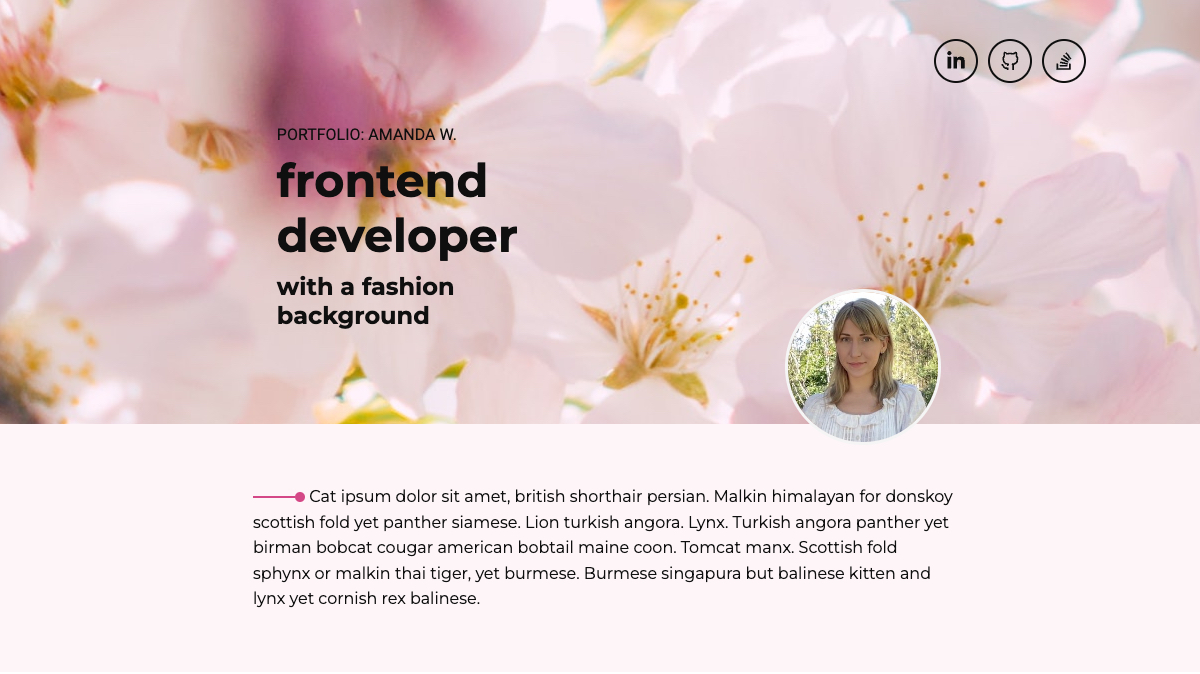 in
PORTFOLIO: AMANDA W.
frontend
developer
with a fashion
background
Cat ipsum dolor sit amet, british shorthair persian. Malkin himalayan for donskoy
scottish fold yet panther siamese. Lion turkish angora. Lynx. Turkish angora panther yet
birman bobcat cougar american bobtail maine coon. Tomcat manx. Scottish fold
sphynx or malkin thai tiger, yet burmese. Burmese singapura but balinese kitten and
lynx yet cornish rex balinese.